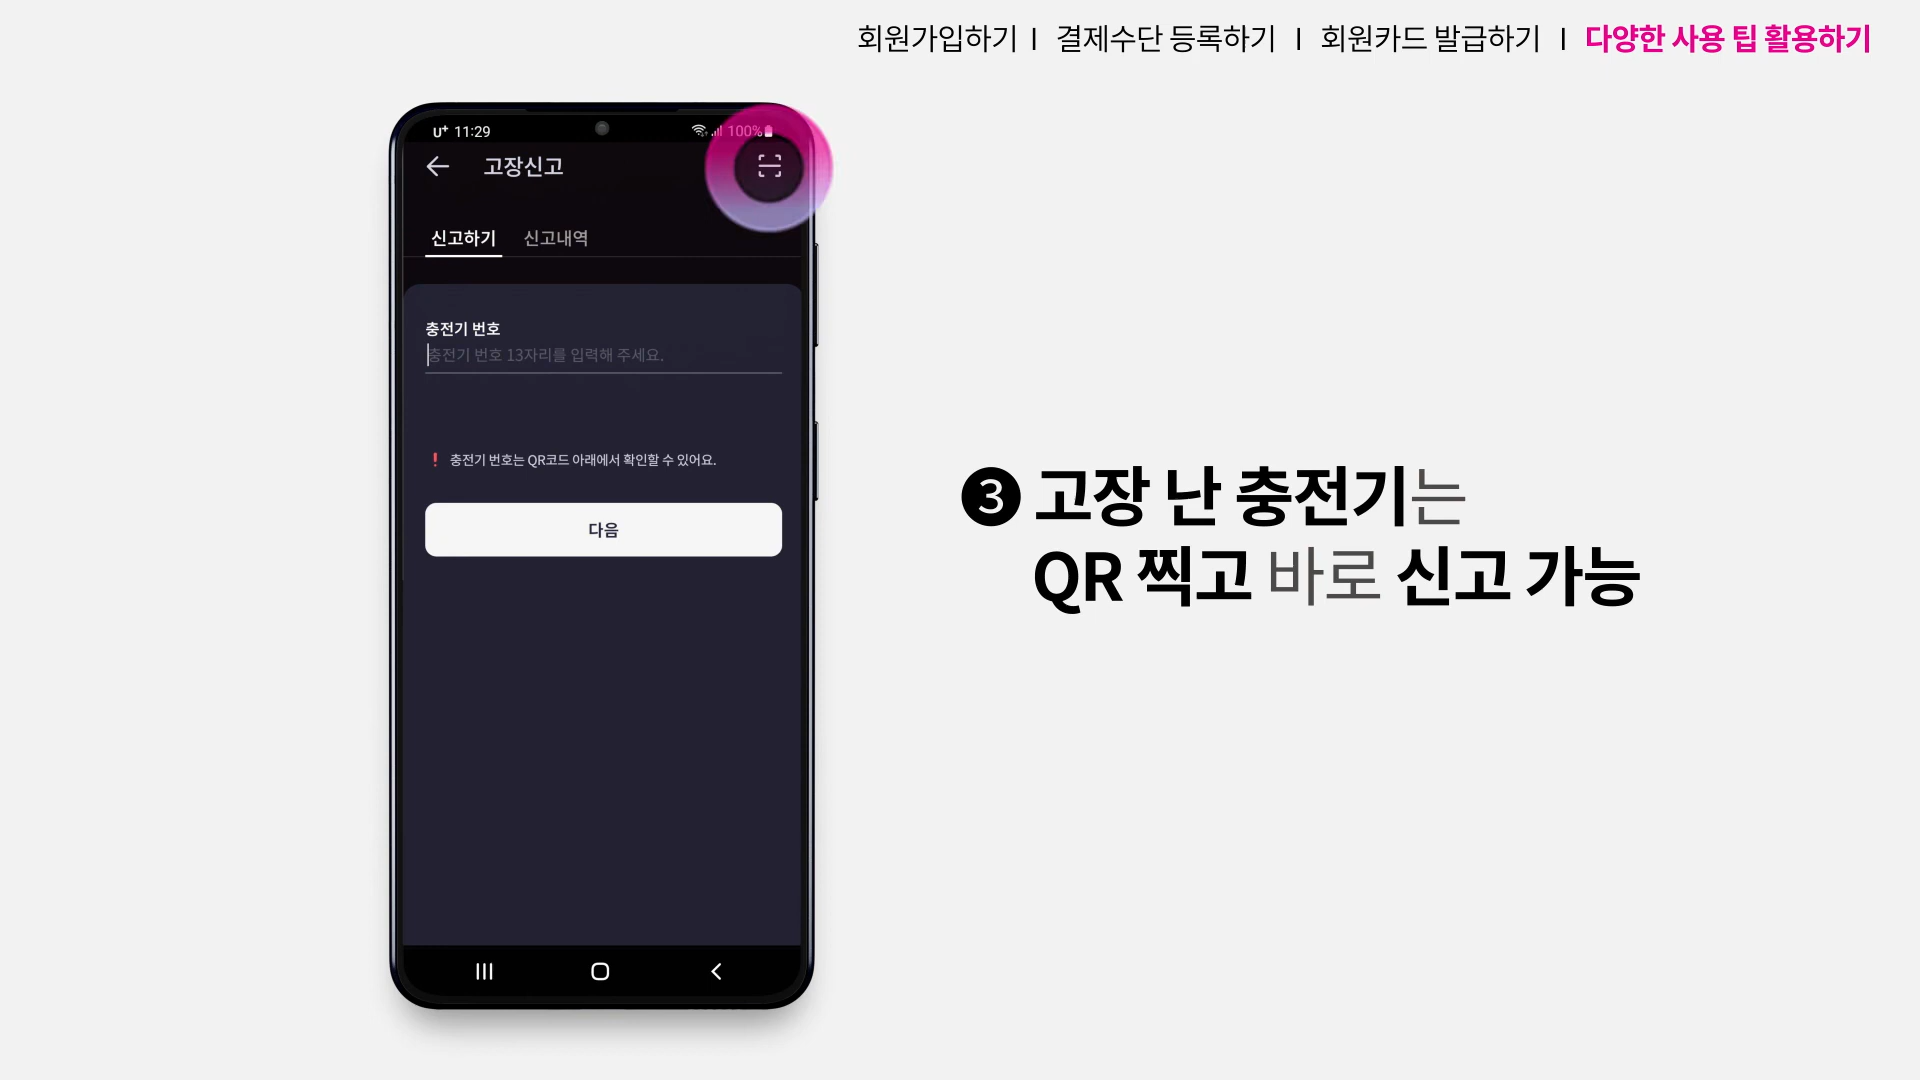 회원가입하기 I 결제수단 등록하기 I 회원카드 발급하기 I 다양한 사용 팁 활용하기
U+ 11:29 100%
고장신고
신고하기 신고내역
충전기 번호
충전기 번호 13자리를 입력해 주세요.
! 충전기 번호는 QR코드 아래에서 확인할 수 있어요.
다음
❸ 고장 난 충전기는
QR 찍고 바로 신고 가능